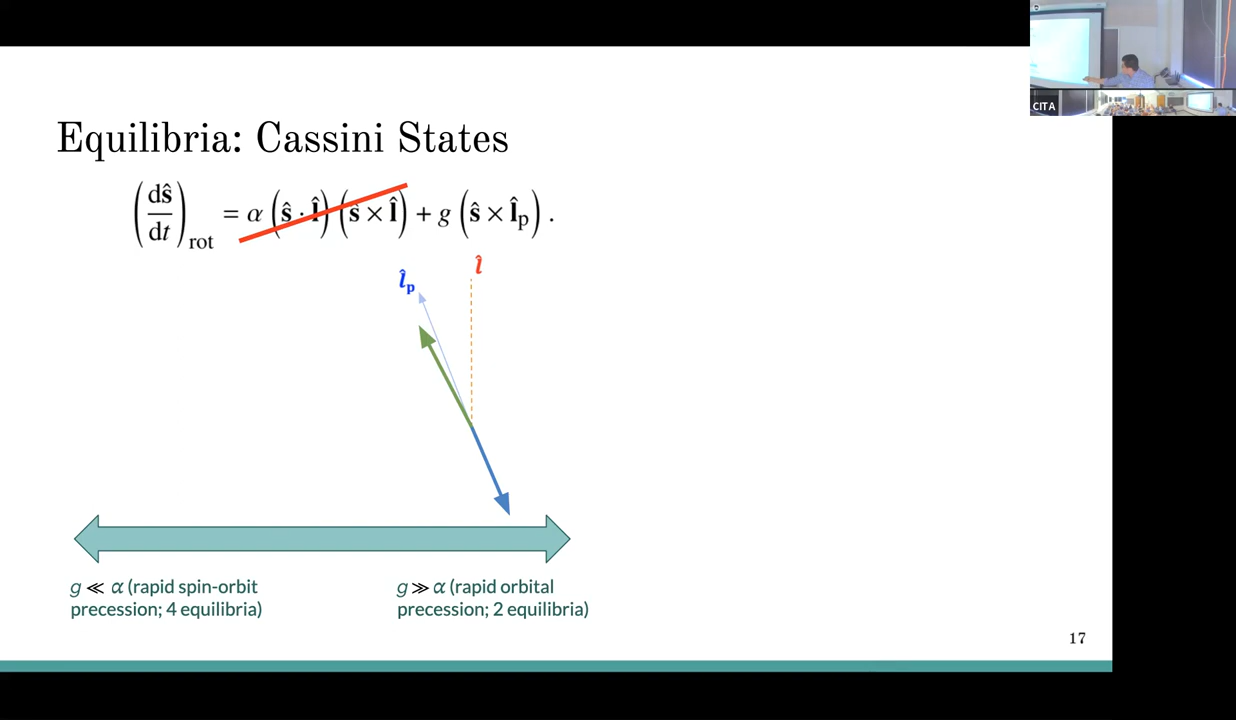 CITA
Equilibria: Cassini States
(dŝ/dt)rot = α (ŝ · l̂) (ŝ × l̂) + g (ŝ × l̂p) .
l̂
l̂p
g ≪ α (rapid spin-orbit
precession; 4 equilibria)
g ≫ α (rapid orbital
precession; 2 equilibria)
17